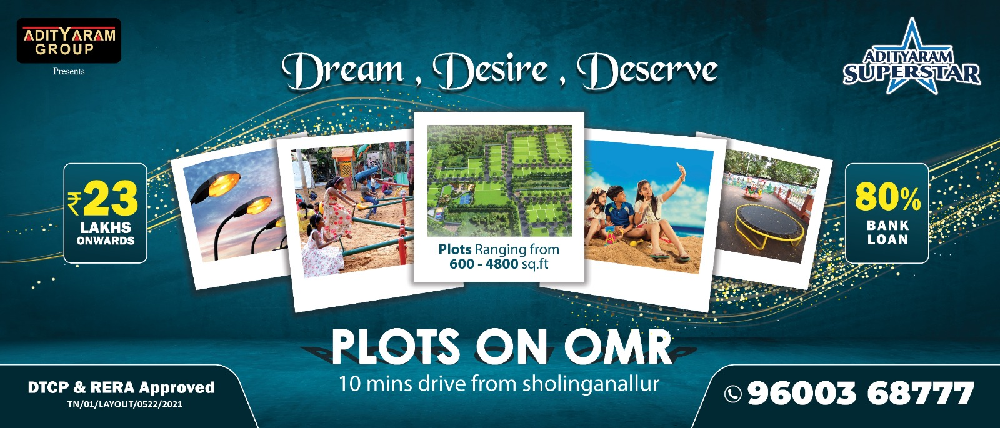 ADITYARAM
GROUP
Presents
Dream , Desire , Deserve
ADITYARAM
SUPERSTAR
₹23
LAKHS
ONWARDS
Plots Ranging from
600 - 4800 sq.ft
80%
BANK
LOAN
PLOTS ON OMR
10 mins drive from sholinganallur
DTCP & RERA Approved
TN/01/LAYOUT/0522/2021
96003 68777